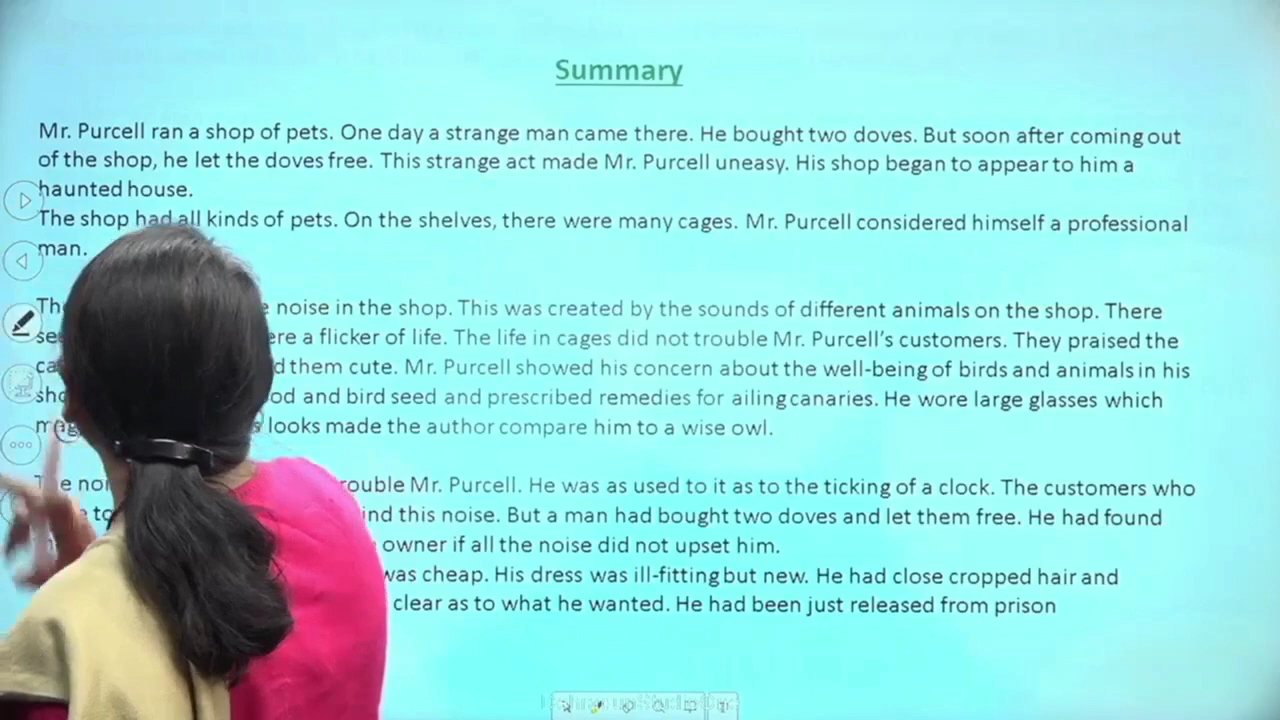 Summary
Mr. Purcell ran a shop of pets. One day a strange man came there. He bought two doves. But soon after coming out
of the shop, he let the doves free. This strange act made Mr. Purcell uneasy. His shop began to appear to him a
haunted house.
The shop had all kinds of pets. On the shelves, there were many cages. Mr. Purcell considered himself a professional
man.
noise in the shop. This was created by the sounds of different animals on the shop. There
a flicker of life. The life in cages did not trouble Mr. Purcell's customers. They praised the
them cute. Mr. Purcell showed his concern about the well-being of birds and animals in his
and bird seed and prescribed remedies for ailing canaries. He wore large glasses which
looks made the author compare him to a wise owl.
Mr. Purcell. He was as used to it as to the ticking of a clock. The customers who
this noise. But a man had bought two doves and let them free. He had found
owner if all the noise did not upset him.
was cheap. His dress was ill-fitting but new. He had close cropped hair and
clear as to what he wanted. He had been just released from prison